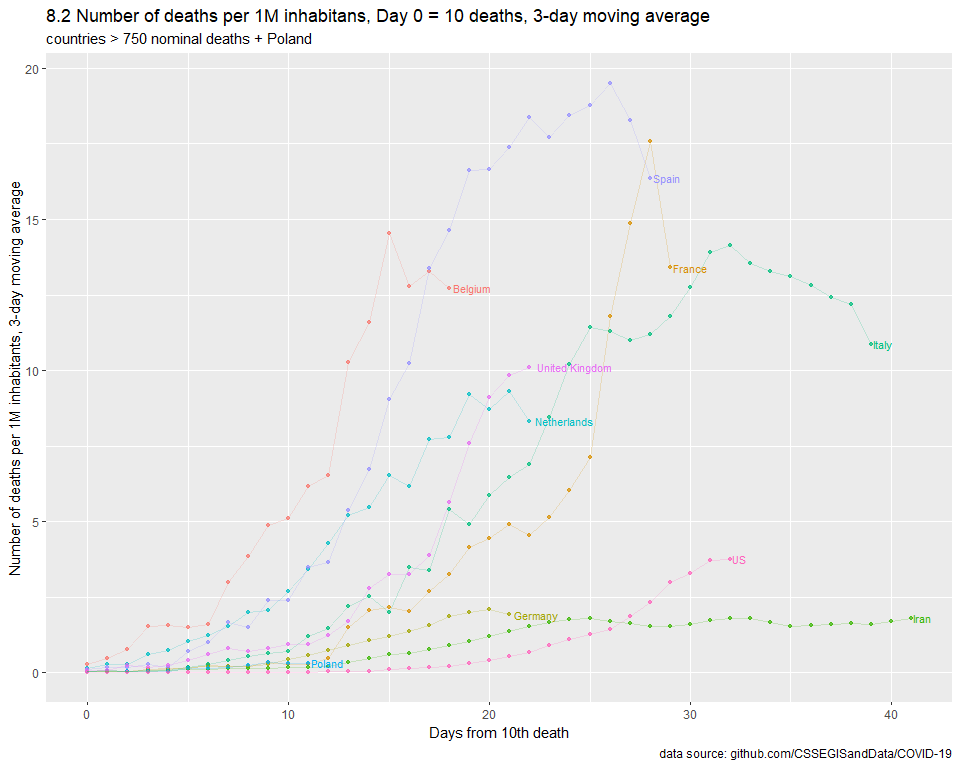 8.2 Number of deaths per 1M inhabitans, Day 0 = 10 deaths, 3-day moving average
countries > 750 nominal deaths + Poland
Number of deaths per 1M inhabitants, 3-day moving average
20
15
10
5
0
Spain
France
Belgium
Italy
United Kingdom
Netherlands
US
Germany
Iran
Poland
0 10 20 30 40
Days from 10th death
data source: github.com/CSSEGISandData/COVID-19